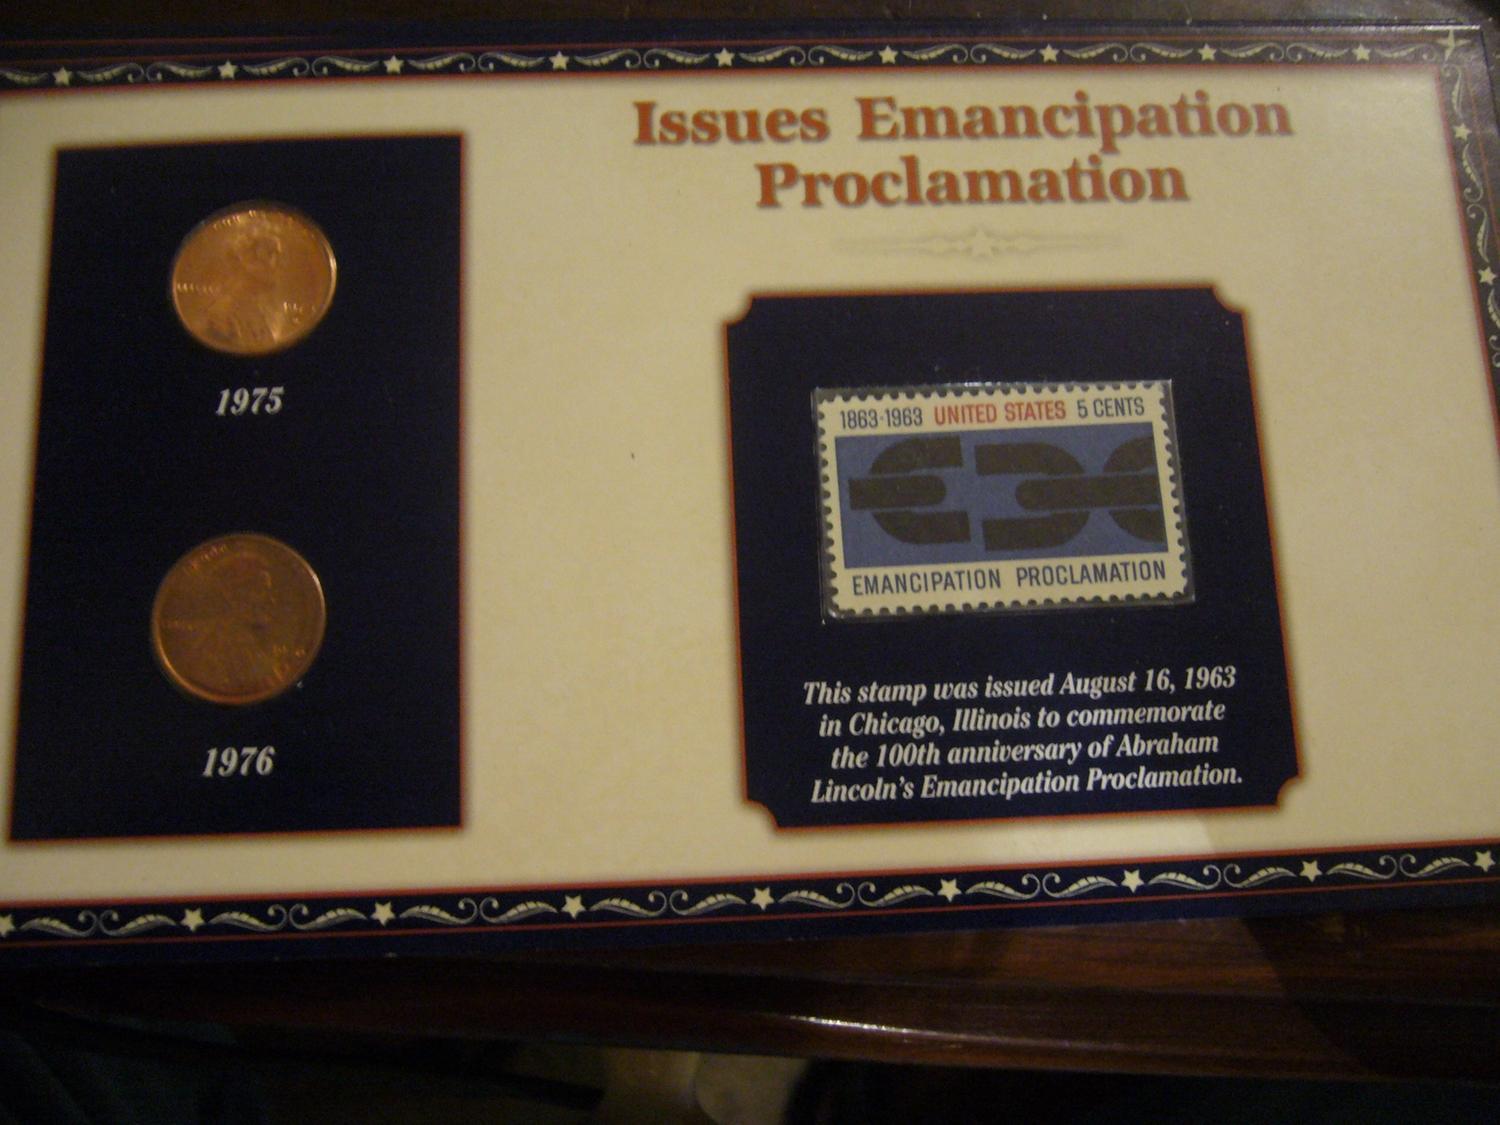 Issues Emancipation
Proclamation
1975
1976
1863-1963 UNITED STATES 5 CENTS
EMANCIPATION PROCLAMATION
This stamp was issued August 16, 1963
in Chicago, Illinois to commemorate
the 100th anniversary of Abraham
Lincoln's Emancipation Proclamation.